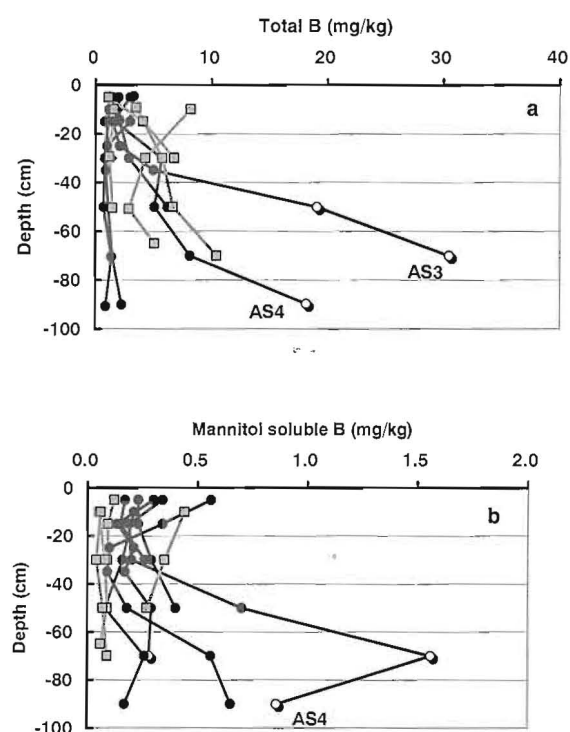 Total B (mg/kg)
0 10 20 30 40
0
-20
-40
-60
-80
-100
Depth (cm)
a
AS3
AS4
Mannitol soluble B (mg/kg)
0.0 0.5 1.0 1.5 2.0
0
-20
-40
-60
-80
-100
Depth (cm)
b
AS4